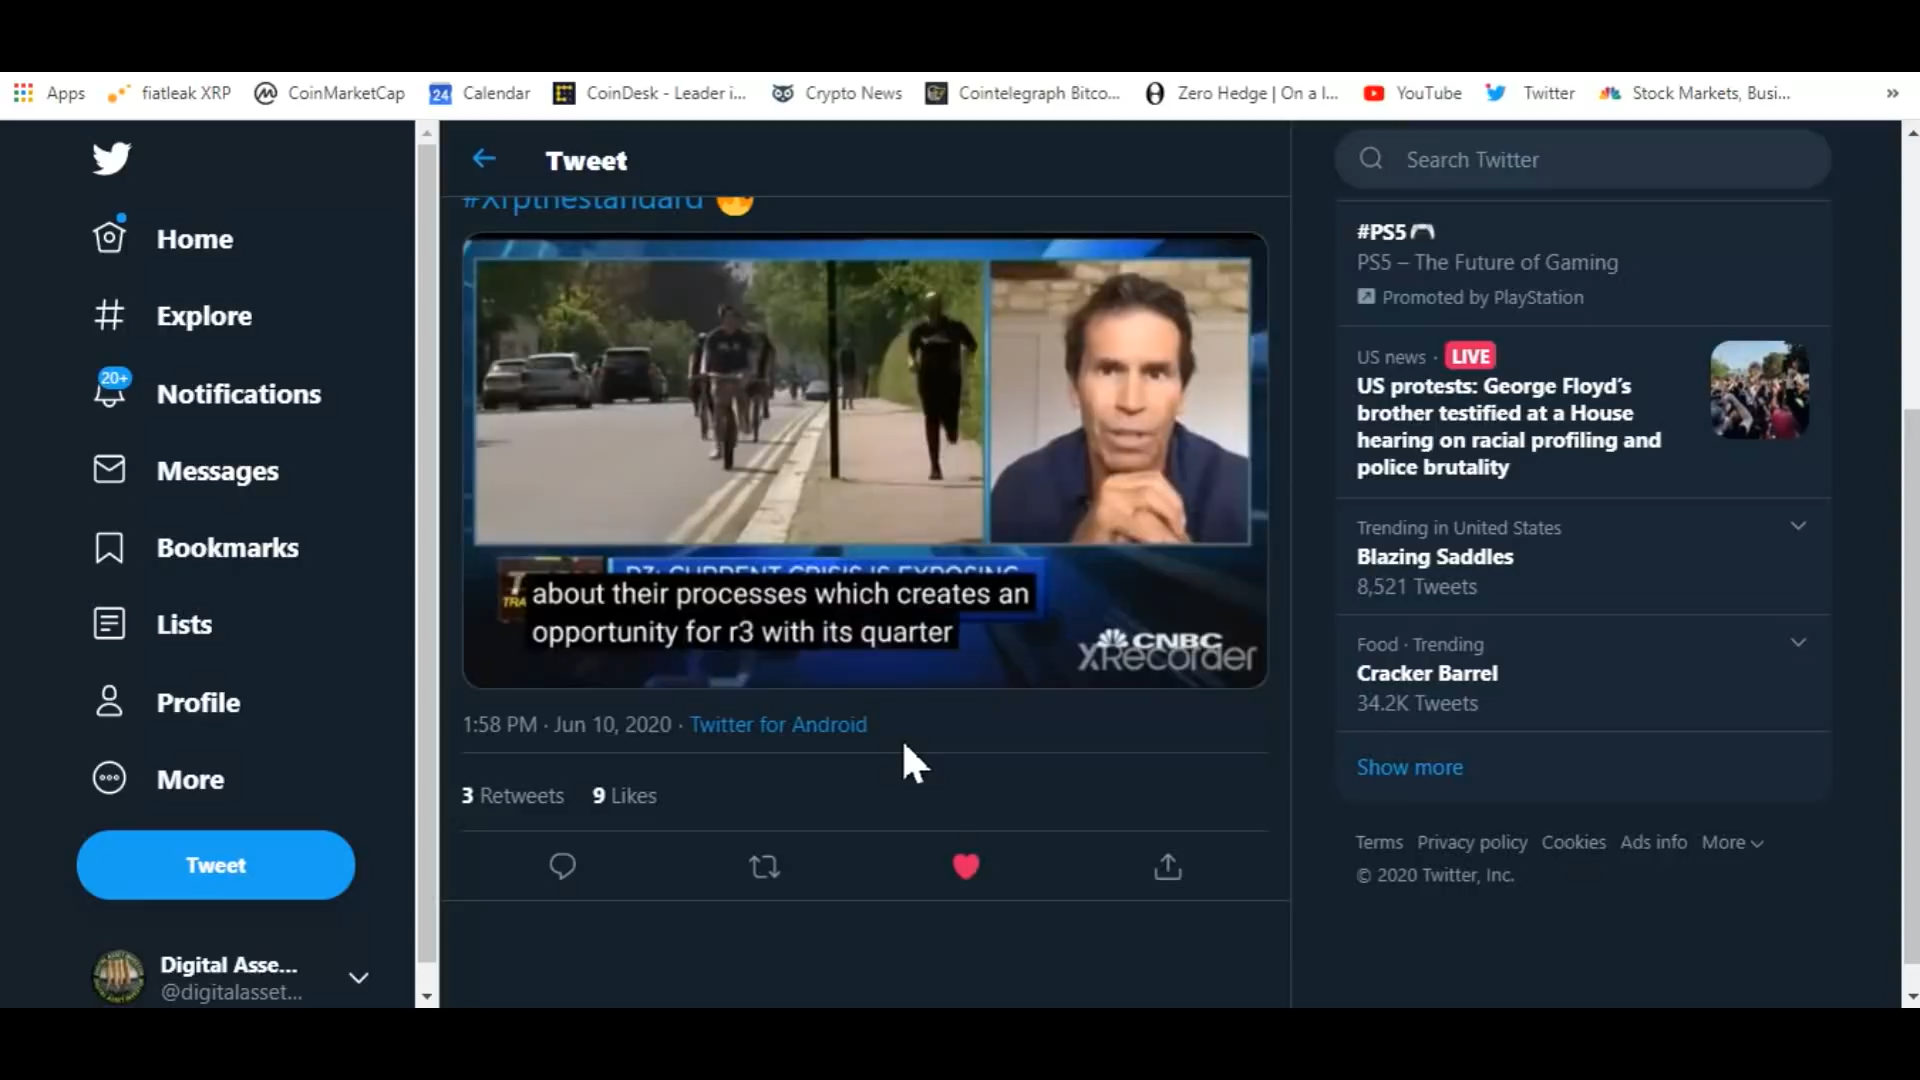 Apps
fiatleak XRP
CoinMarketCap
24
Calendar
CoinDesk - Leader i...
Crypto News
Cointelegraph Bitco...
Zero Hedge | On a l...
YouTube
Twitter
Stock Markets, Busi...
»
Home
Explore
20+
Notifications
Messages
Bookmarks
Lists
Profile
More
Tweet
Digital Asse...
@digitalasset...
Tweet
#Xrpthestandard
R3: CURRENT CRISIS IS EXPOSING
TRA
about their processes which creates an
opportunity for r3 with its quarter
CNBC
XRecorder
1:58 PM · Jun 10, 2020 · Twitter for Android
3 Retweets 9 Likes
Search Twitter
#PS5
PS5 – The Future of Gaming
Promoted by PlayStation
US news · LIVE
US protests: George Floyd's
brother testified at a House
hearing on racial profiling and
police brutality
Trending in United States
Blazing Saddles
8,521 Tweets
Food · Trending
Cracker Barrel
34.2K Tweets
Show more
Terms Privacy policy Cookies Ads info More
© 2020 Twitter, Inc.